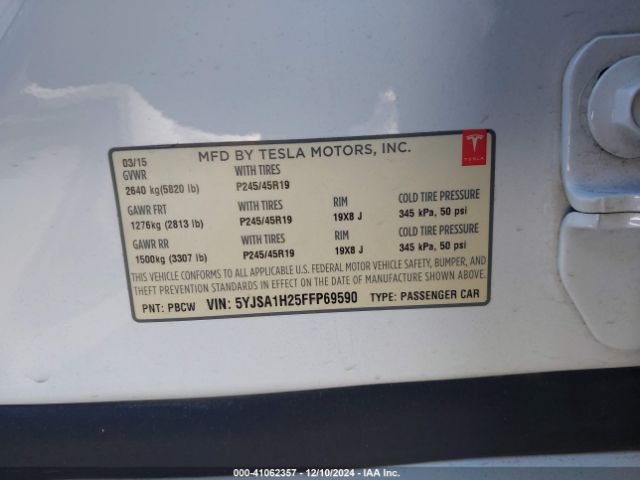 03/15
MFD BY TESLA MOTORS, INC.
TESLA
GVWR WITH TIRES
2640 kg(5820 lb) P245/45R19
GAWR FRT WITH TIRES RIM COLD TIRE PRESSURE
1276kg (2813 lb) P245/45R19 19X8 J 345 kPa, 50 psi
GAWR RR WITH TIRES RIM COLD TIRE PRESSURE
1500kg (3307 lb) P245/45R19 19X8 J 345 kPa, 50 psi
THIS VEHICLE CONFORMS TO ALL APPLICABLE U.S. FEDERAL MOTOR VEHICLE SAFETY, BUMPER, AND
THEFT PREVENTION STANDARDS IN EFFECT ON THE DATE OF MANUFACTURE SHOWN ABOVE.
PNT: PBCW VIN: 5YJSA1H25FFP69590 TYPE: PASSENGER CAR
000-41062357 - 12/10/2024 - IAA Inc.